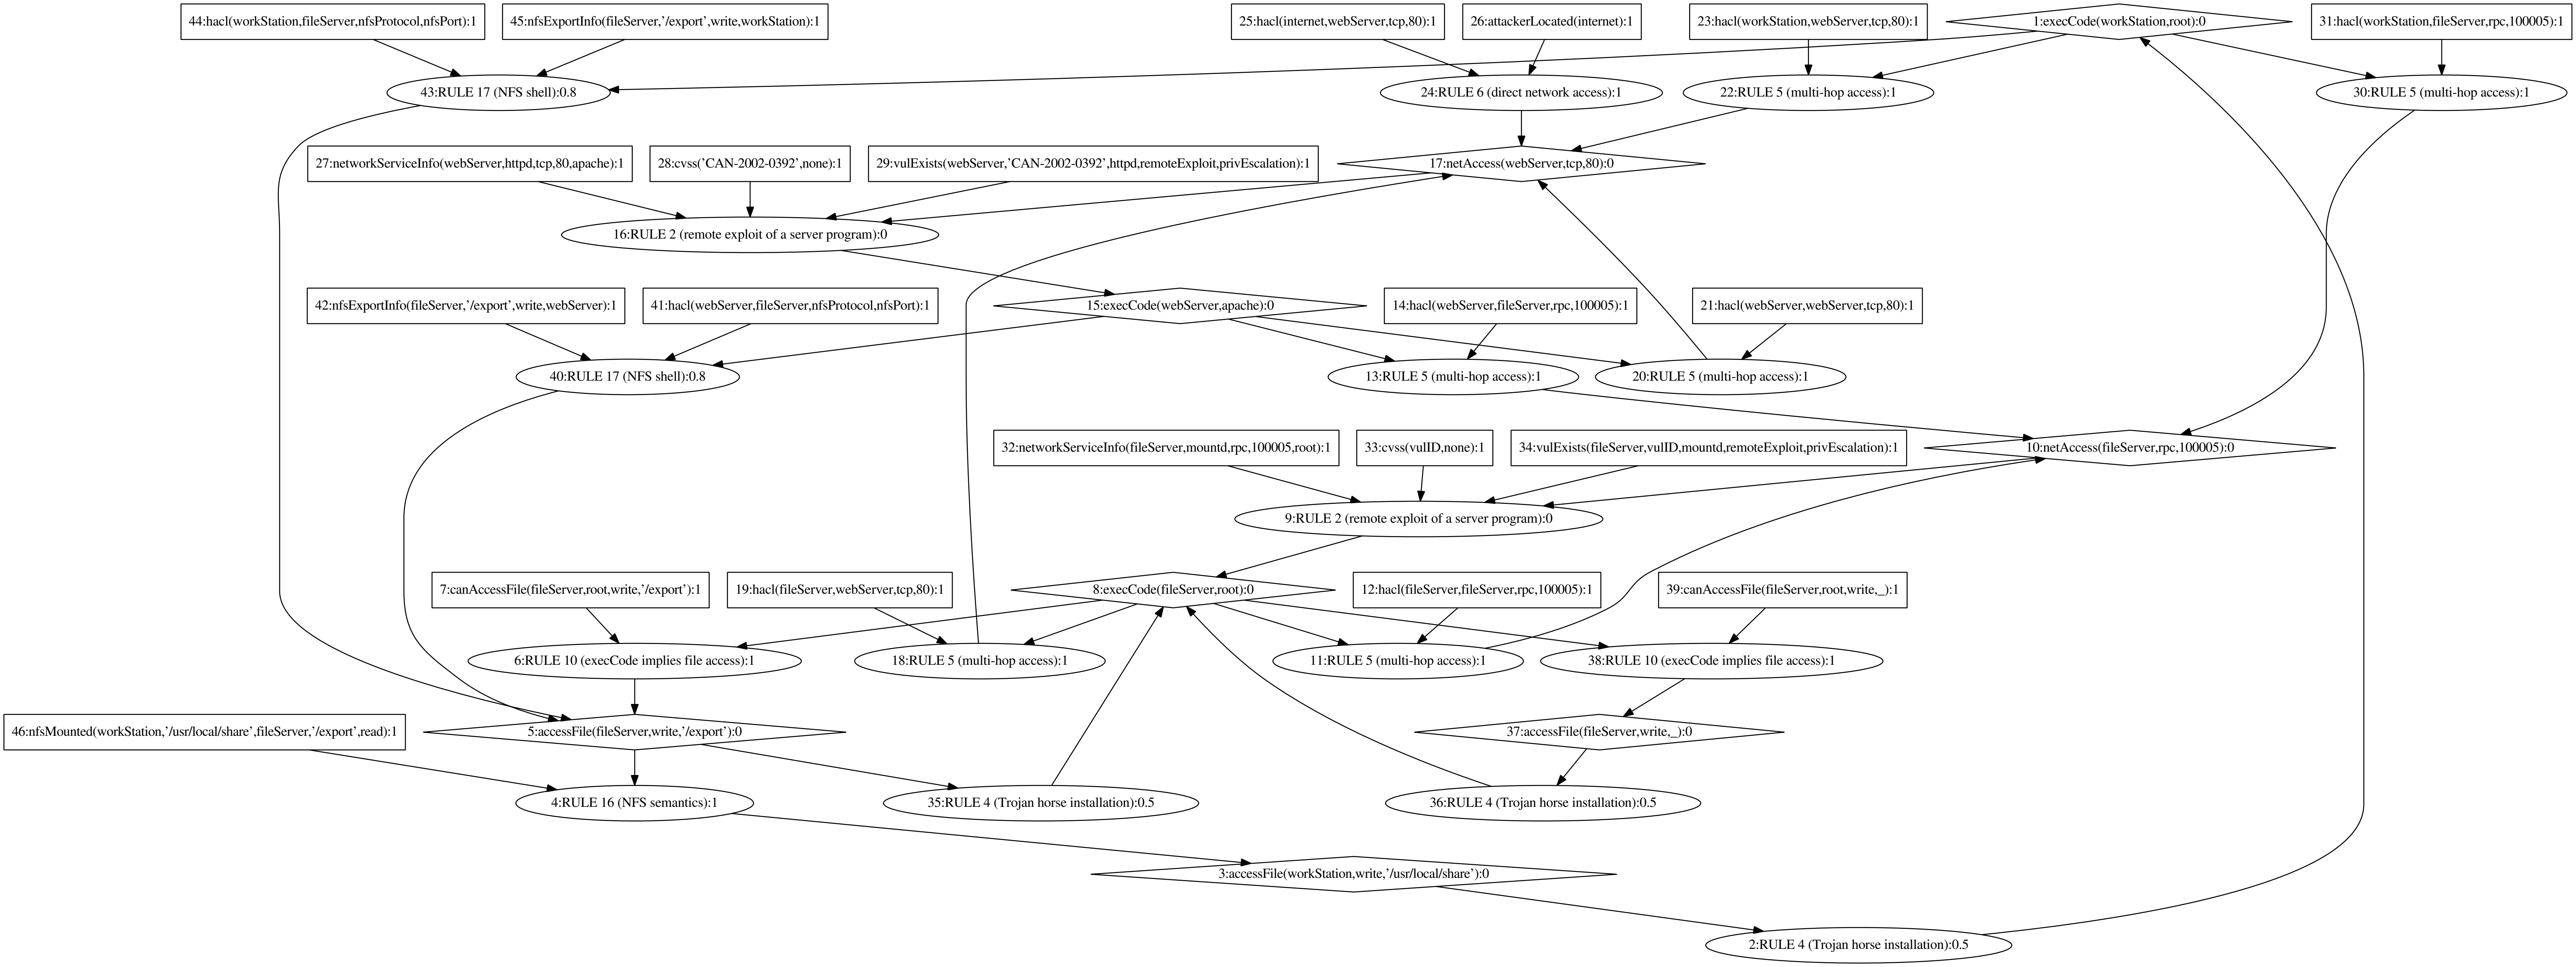 44:hacl(workStation,fileServer,nfsProtocol,nfsPort):1
45:nfsExportInfo(fileServer,’/export’,write,workStation):1
25:hacl(internet,webServer,tcp,80):1
26:attackerLocated(internet):1
23:hacl(workStation,webServer,tcp,80):1
1:execCode(workStation,root):0
31:hacl(workStation,fileServer,rpc,100005):1
43:RULE 17 (NFS shell):0.8
24:RULE 6 (direct network access):1
22:RULE 5 (multi-hop access):1
30:RULE 5 (multi-hop access):1
27:networkServiceInfo(webServer,httpd,tcp,80,apache):1
28:cvss(’CAN-2002-0392’,none):1
29:vulExists(webServer,’CAN-2002-0392’,httpd,remoteExploit,privEscalation):1
17:netAccess(webServer,tcp,80):0
16:RULE 2 (remote exploit of a server program):0
42:nfsExportInfo(fileServer,’/export’,write,webServer):1
41:hacl(webServer,fileServer,nfsProtocol,nfsPort):1
15:execCode(webServer,apache):0
14:hacl(webServer,fileServer,rpc,100005):1
21:hacl(webServer,webServer,tcp,80):1
40:RULE 17 (NFS shell):0.8
13:RULE 5 (multi-hop access):1
20:RULE 5 (multi-hop access):1
32:networkServiceInfo(fileServer,mountd,rpc,100005,root):1
33:cvss(vulID,none):1
34:vulExists(fileServer,vulID,mountd,remoteExploit,privEscalation):1
10:netAccess(fileServer,rpc,100005):0
9:RULE 2 (remote exploit of a server program):0
7:canAccessFile(fileServer,root,write,’/export’):1
19:hacl(fileServer,webServer,tcp,80):1
8:execCode(fileServer,root):0
12:hacl(fileServer,fileServer,rpc,100005):1
39:canAccessFile(fileServer,root,write,_):1
6:RULE 10 (execCode implies file access):1
18:RULE 5 (multi-hop access):1
11:RULE 5 (multi-hop access):1
38:RULE 10 (execCode implies file access):1
46:nfsMounted(workStation,’/usr/local/share’,fileServer,’/export’,read):1
5:accessFile(fileServer,write,’/export’):0
37:accessFile(fileServer,write,_):0
4:RULE 16 (NFS semantics):1
35:RULE 4 (Trojan horse installation):0.5
36:RULE 4 (Trojan horse installation):0.5
3:accessFile(workStation,write,’/usr/local/share’):0
2:RULE 4 (Trojan horse installation):0.5